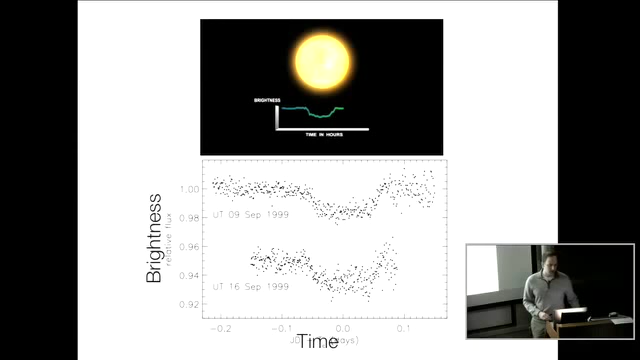 BRIGHTNESS
TIME IN HOURS
Brightness
relative flux
1.00
0.98
0.96
0.94
0.92
UT 09 Sep 1999
UT 16 Sep 1999
-0.2
-0.1
0.0
0.1
Time
days)